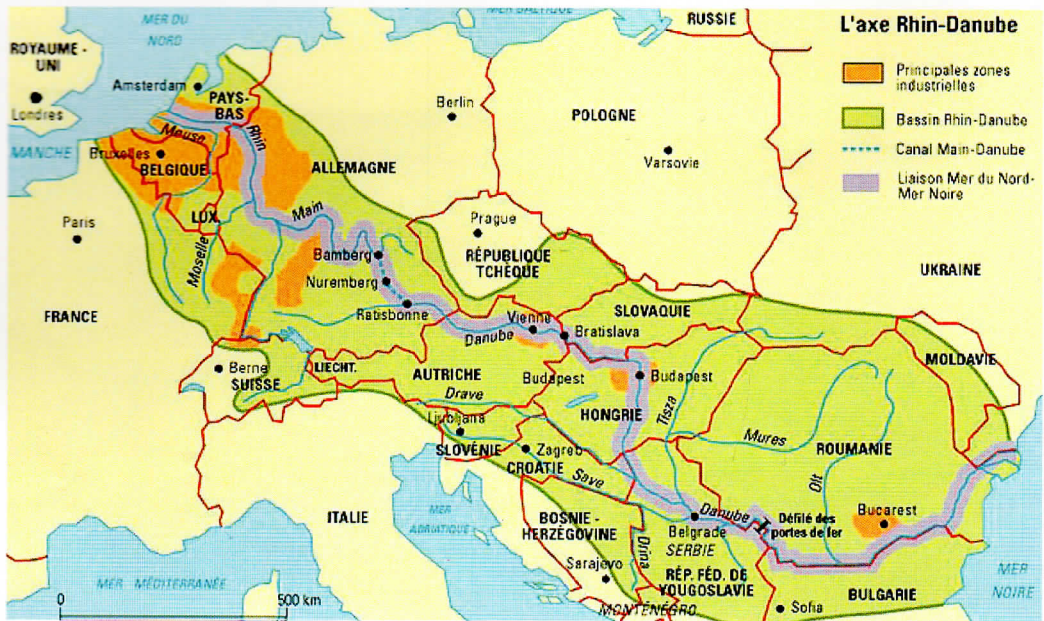 L'axe Rhin-Danube
Principales zones
industrielles
Bassin Rhin-Danube
Canal Main-Danube
Liaison Mer du Nord-
Mer Noire
MER DU
NORD
MER BALTIQUE
RUSSIE
ROYAUME-
UNI
Londres
Amsterdam
PAYS-
BAS
Berlin
POLOGNE
Varsovie
MANCHE
Meuse
Rhin
Bruxelles
BELGIQUE
ALLEMAGNE
LUX.
Paris
Main
Moselle
Prague
RÉPUBLIQUE
TCHÈQUE
UKRAINE
Bamberg
Nuremberg
Ratisbonne
FRANCE
SLOVAQUIE
Vienne
Bratislava
Danube
MOLDAVIE
Berne
SUISSE
LIECHT.
AUTRICHE
Budapest
Budapest
Drave
HONGRIE
Tisza
Mures
ROUMANIE
Olt
Ljubljana
SLOVÉNIE
Zagreb
CROATIE
Save
ITALIE
MER
ADRIATIQUE
BOSNIE-
HERZÉGOVINE
Danube
Défilé des
portes de fer
Bucarest
Belgrade
SERBIE
Drina
Sarajevo
RÉP. FÉD. DE
YOUGOSLAVIE
MONTÉNÉGRO
BULGARIE
Sofia
MER
NOIRE
MER MÉDITERRANÉE
0
500 km